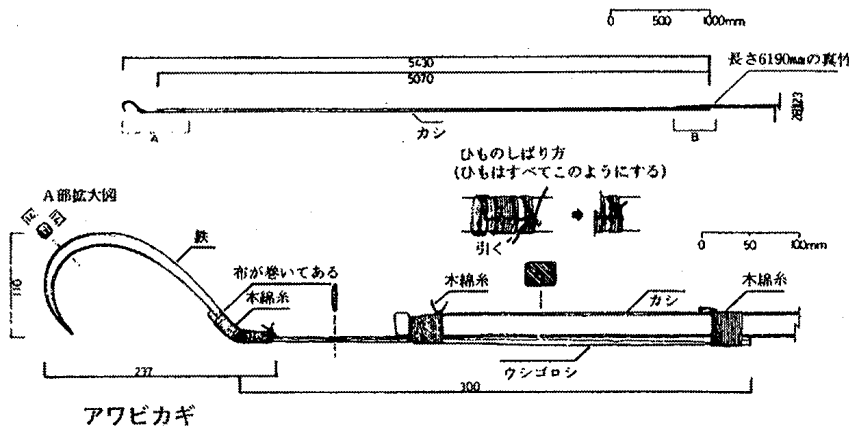 0 500 1000mm
5430
5070
長さ6190㎜の真竹
A
カシ
B
ひものしばり方
(ひもはすべてこのようにする)
A部拡大図
引く
鉄
布が巻いてある
木綿糸
木綿糸
カシ
木綿糸
0 50 100mm
116
ウシゴロシ
237
300
アワビカギ